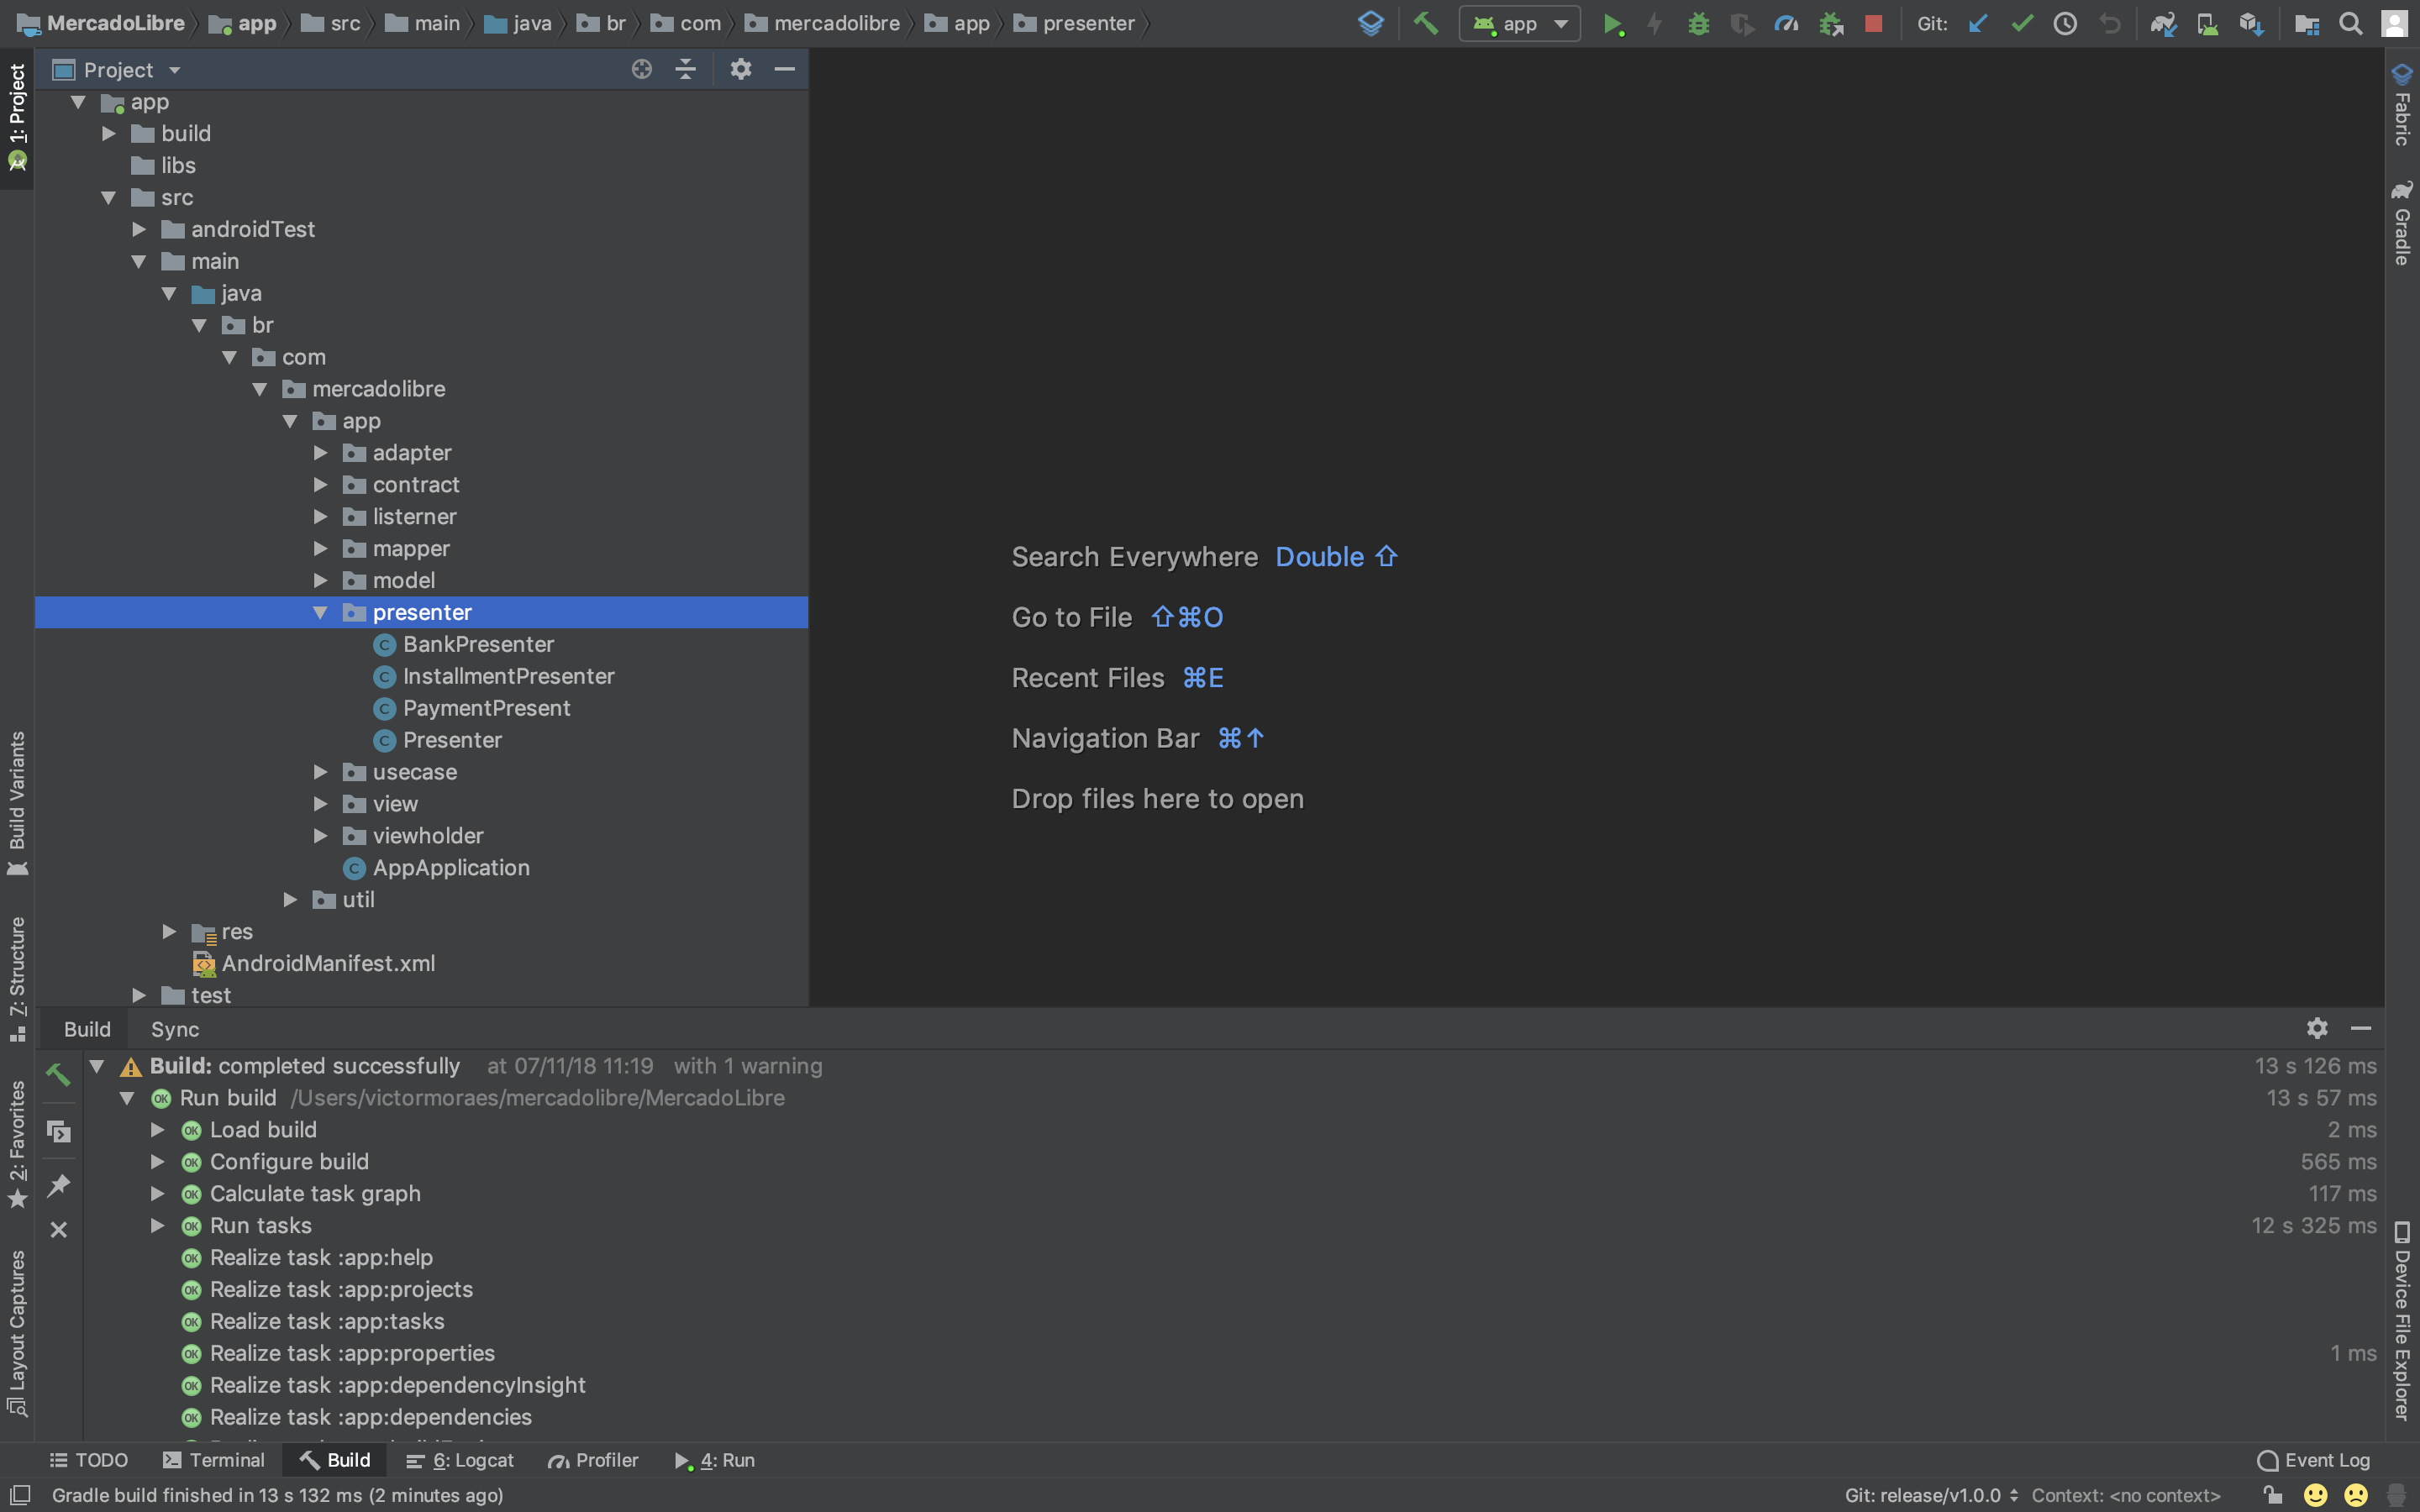 MercadoLibre app src main java br com mercadolibre app presenter app Git:
1: Project
Build Variants
Z: Structure
2: Favorites
Layout Captures
Project
app
build
libs
src
androidTest
main
java
br
com
mercadolibre
app
adapter
contract
listerner
mapper
model
presenter
BankPresenter
InstallmentPresenter
PaymentPresent
Presenter
usecase
view
viewholder
AppApplication
util
res
AndroidManifest.xml
test
Search Everywhere Double ⇧
Go to File ⇧⌘O
Recent Files ⌘E
Navigation Bar ⌘↑
Drop files here to open
Fabric
Gradle
Device File Explorer
Build Sync
Build: completed successfully at 07/11/18 11:19 with 1 warning 13 s 126 ms
Run build /Users/victormoraes/mercadolibre/MercadoLibre 13 s 57 ms
Load build 2 ms
Configure build 565 ms
Calculate task graph 117 ms
Run tasks 12 s 325 ms
Realize task :app:help
Realize task :app:projects
Realize task :app:tasks
Realize task :app:properties 1 ms
Realize task :app:dependencyInsight
Realize task :app:dependencies
TODO Terminal Build 6: Logcat Profiler 4: Run Event Log
Gradle build finished in 13 s 132 ms (2 minutes ago) Git: release/v1.0.0 Context: <no context>